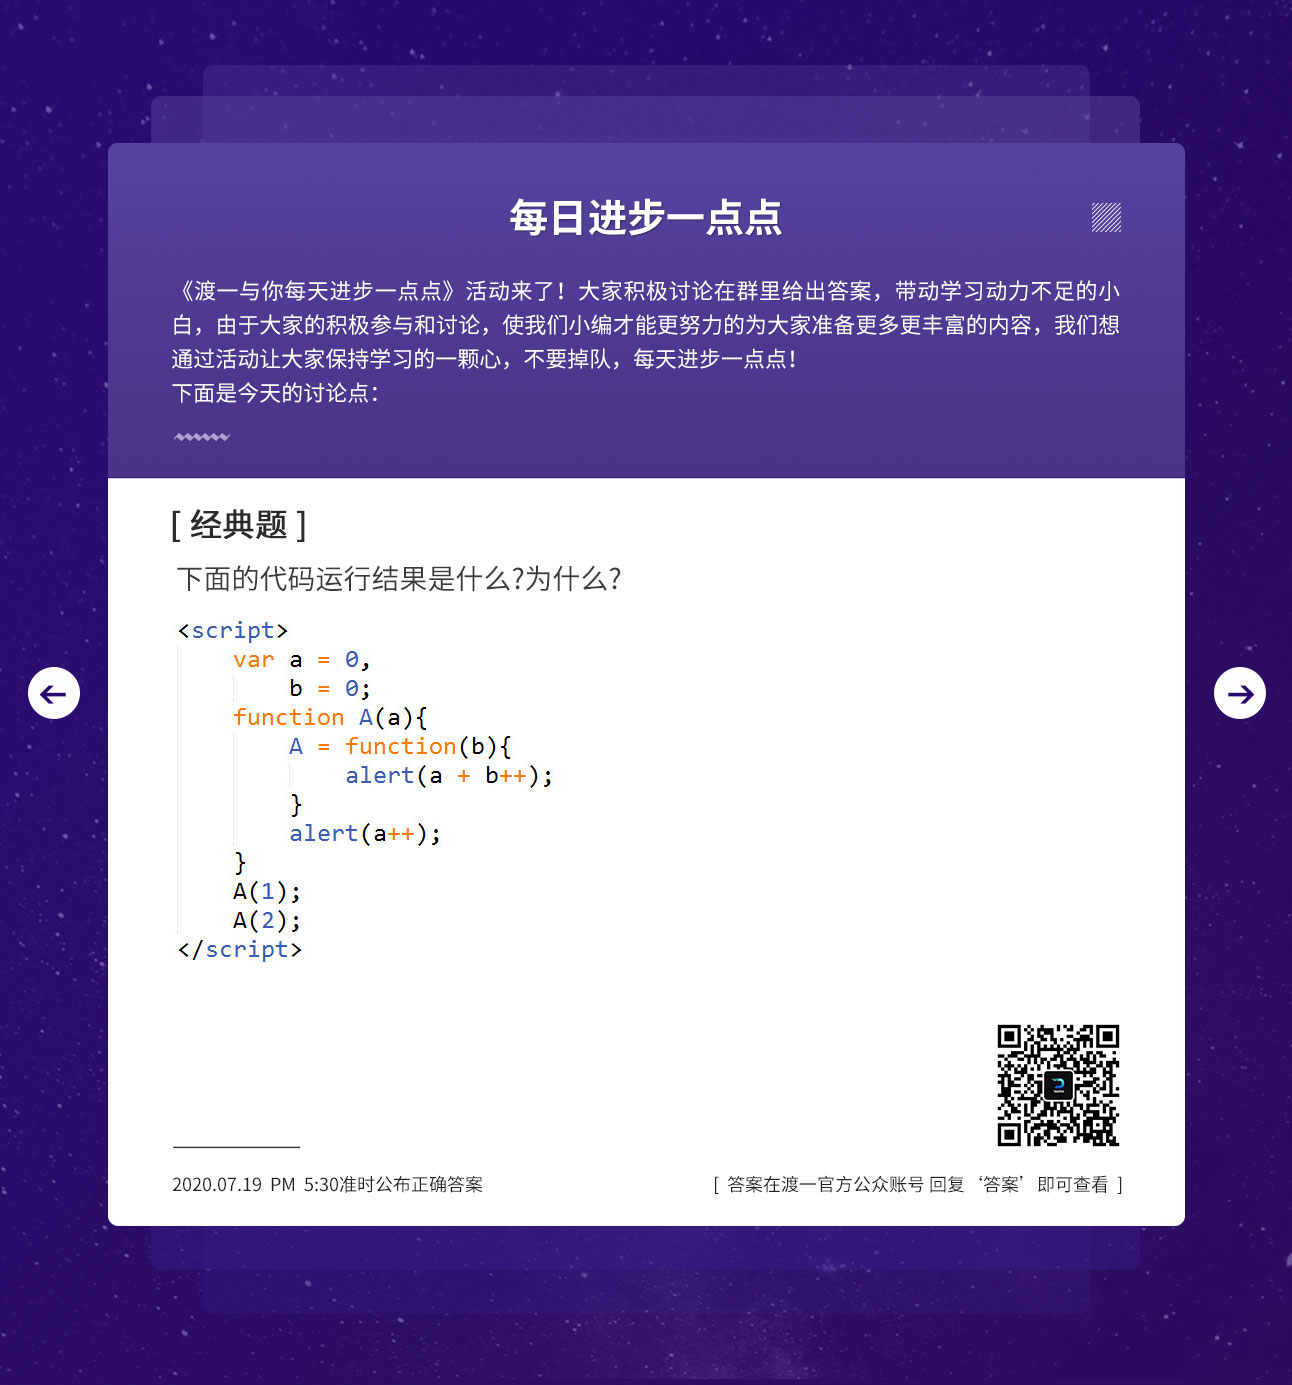 每日进步一点点
《渡一与你每天进步一点点》活动来了！大家积极讨论在群里给出答案，带动学习动力不足的小
白，由于大家的积极参与和讨论，使我们小编才能更努力的为大家准备更多更丰富的内容，我们想
通过活动让大家保持学习的一颗心，不要掉队，每天进步一点点！
下面是今天的讨论点：
[ 经典题 ]
下面的代码运行结果是什么?为什么?
<script>
    var a = 0,
        b = 0;
    function A(a){
        A = function(b){
            alert(a + b++);
        }
        alert(a++);
    }
    A(1);
    A(2);
</script>
2020.07.19 PM 5:30准时公布正确答案
[ 答案在渡一官方公众账号 回复 ‘答案’ 即可查看 ]